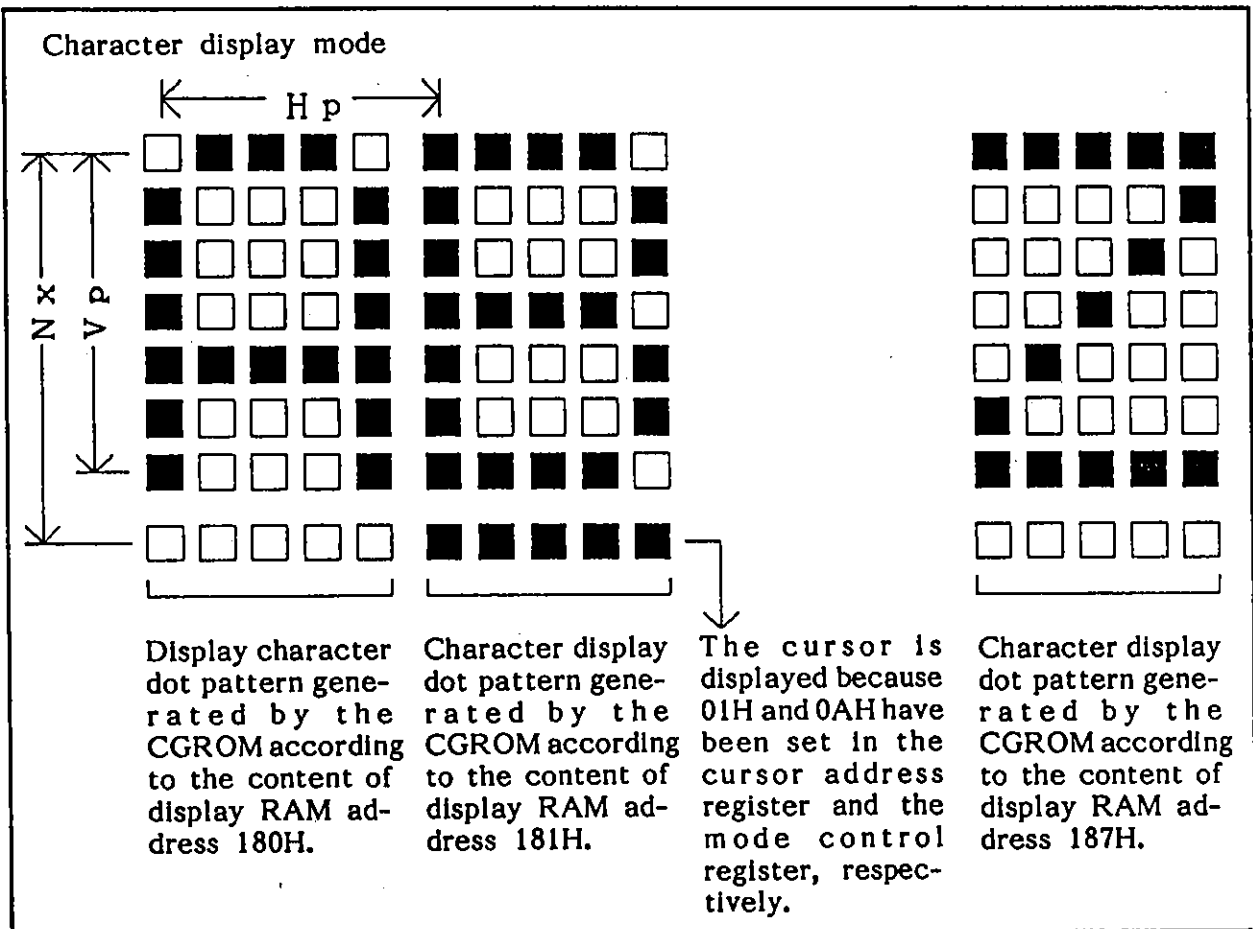 Character display mode
Hp
Nx
Vp
Display character
dot pattern gene-
rated by the
CGROM according
to the content of
display RAM ad-
dress 180H.
Character display
dot pattern gene-
rated by the
CGROM according
to the content of
display RAM ad-
dress 181H.
The cursor is
displayed because
01H and 0AH have
been set in the
cursor address
register and the
mode control
register, respec-
tively.
Character display
dot pattern gene-
rated by the
CGROM according
to the content of
display RAM ad-
dress 187H.